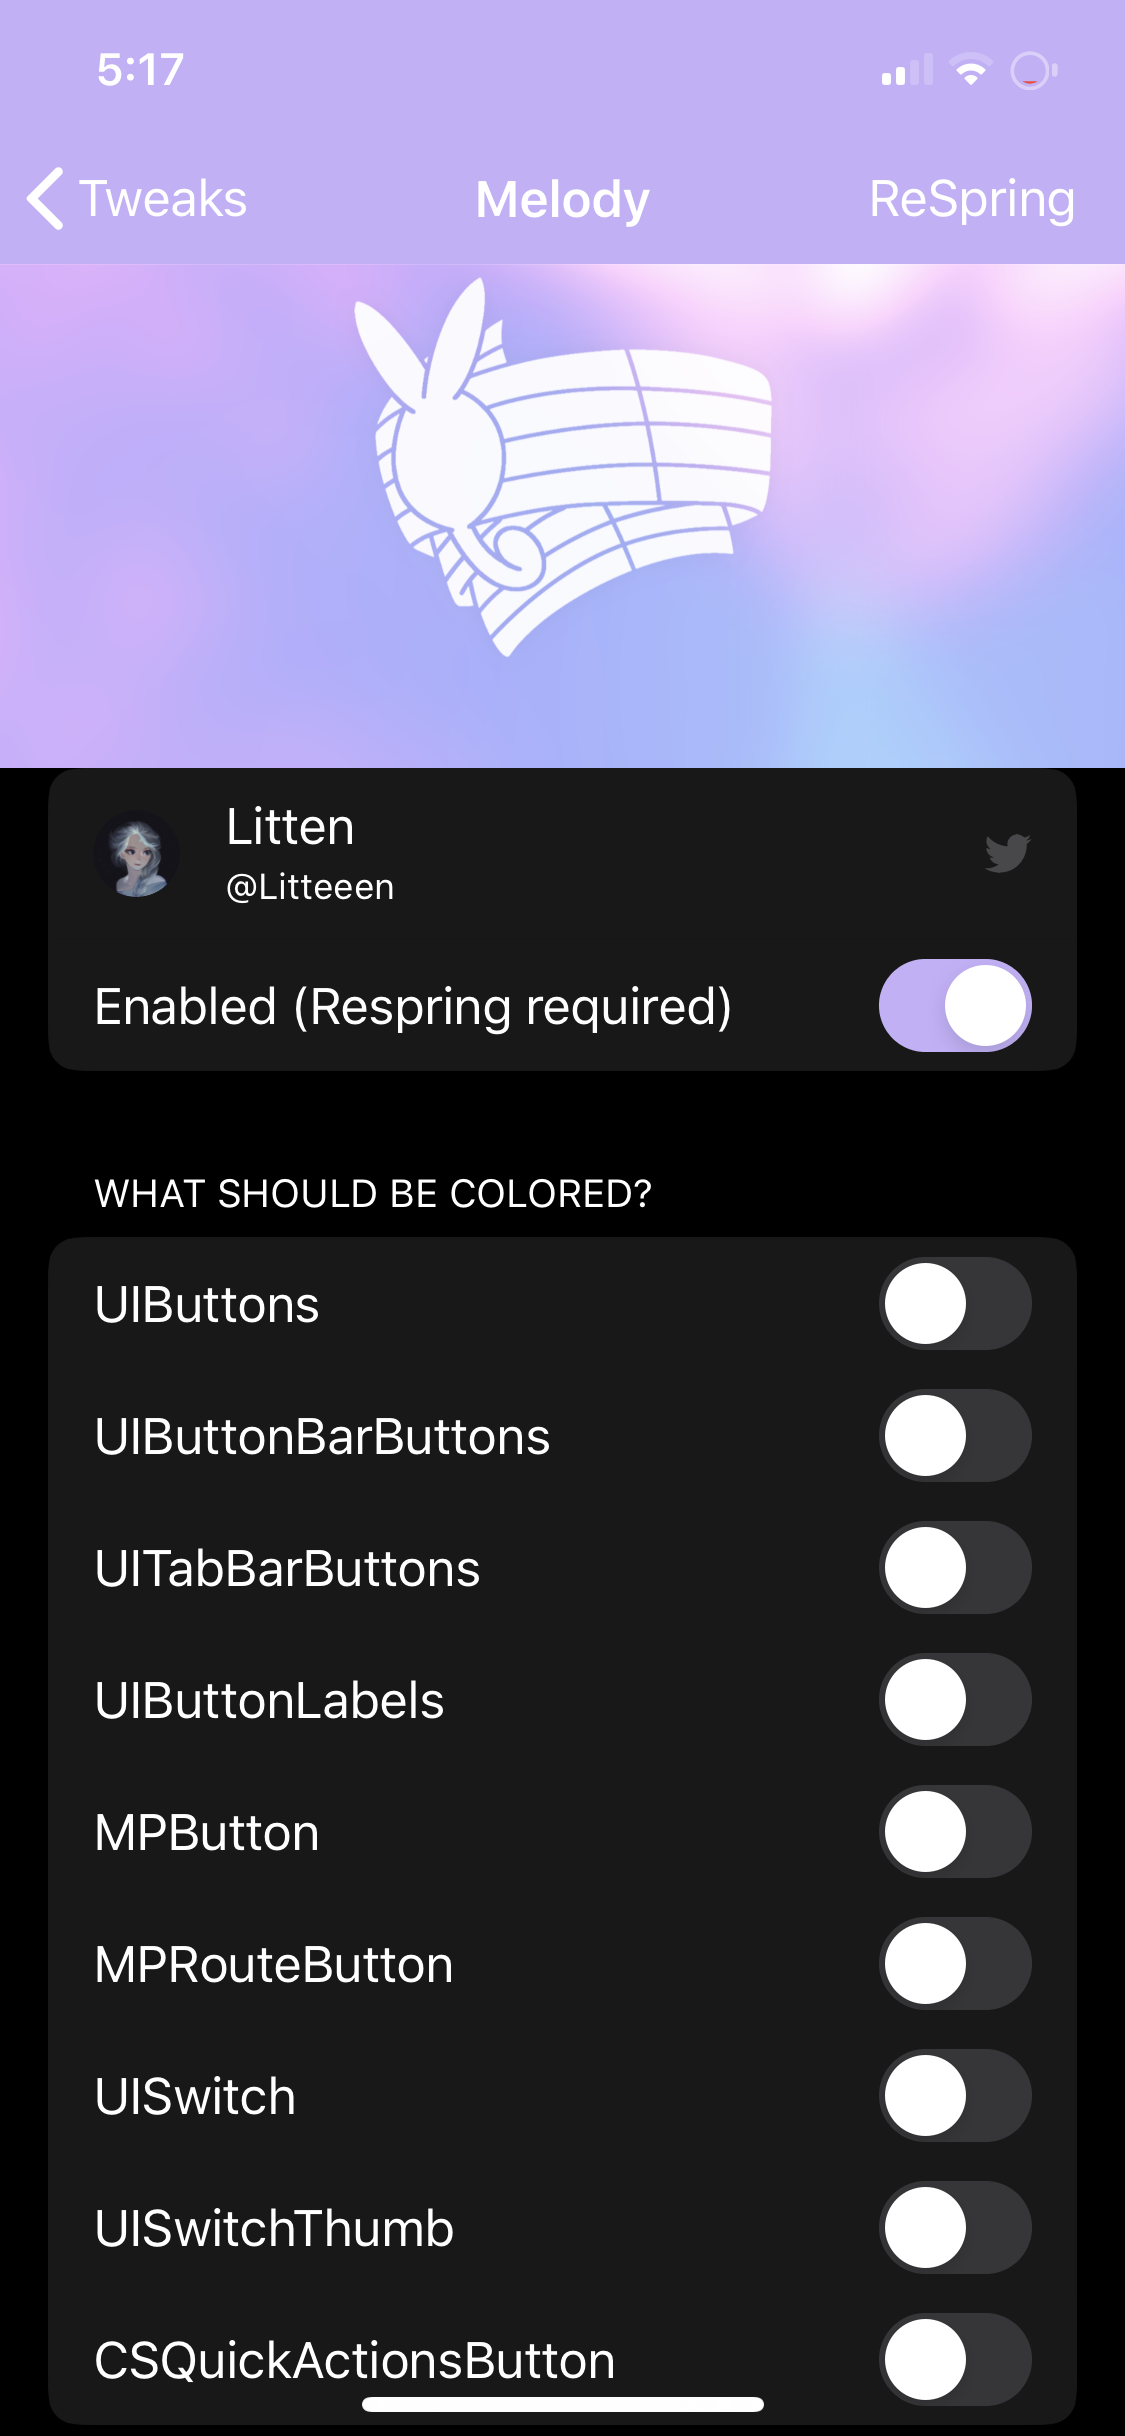 5:17
Tweaks
Melody
ReSpring
Litten
@Litteeen
Enabled (Respring required)
WHAT SHOULD BE COLORED?
UIButtons
UIButtonBarButtons
UITabBarButtons
UIButtonLabels
MPButton
MPRouteButton
UISwitch
UISwitchThumb
CSQuickActionsButton